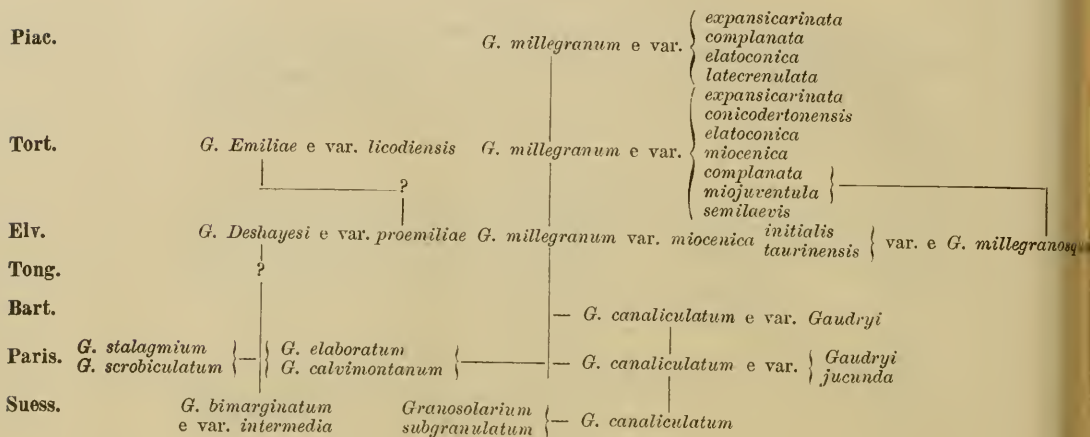 Piac. G. millegranum e var. expansicarinata
complanata
elatoconica
latecrenulata
Tort. G. Emiliae e var. licodiensis G. millegranum e var. expansicarinata
conicodertonensis
elatoconica
miocenica
complanata
miojuventula
semilaevis
?
Elv. G. Deshayesi e var. proemiliae G. millegranum var. miocenica initialis
taurinensis var. e G.
Tong. ?
Bart. — G. canaliculatum e var. Gaudryi
Paris. G. stalagmium G. elaboratum — G. canaliculatum e var. Gaudryi
G. scrobiculatum G. calvimontanum jucunda
Suess. G. bimarginatum Granosolarium — G. canaliculatum
e var. intermedia subgranulatum